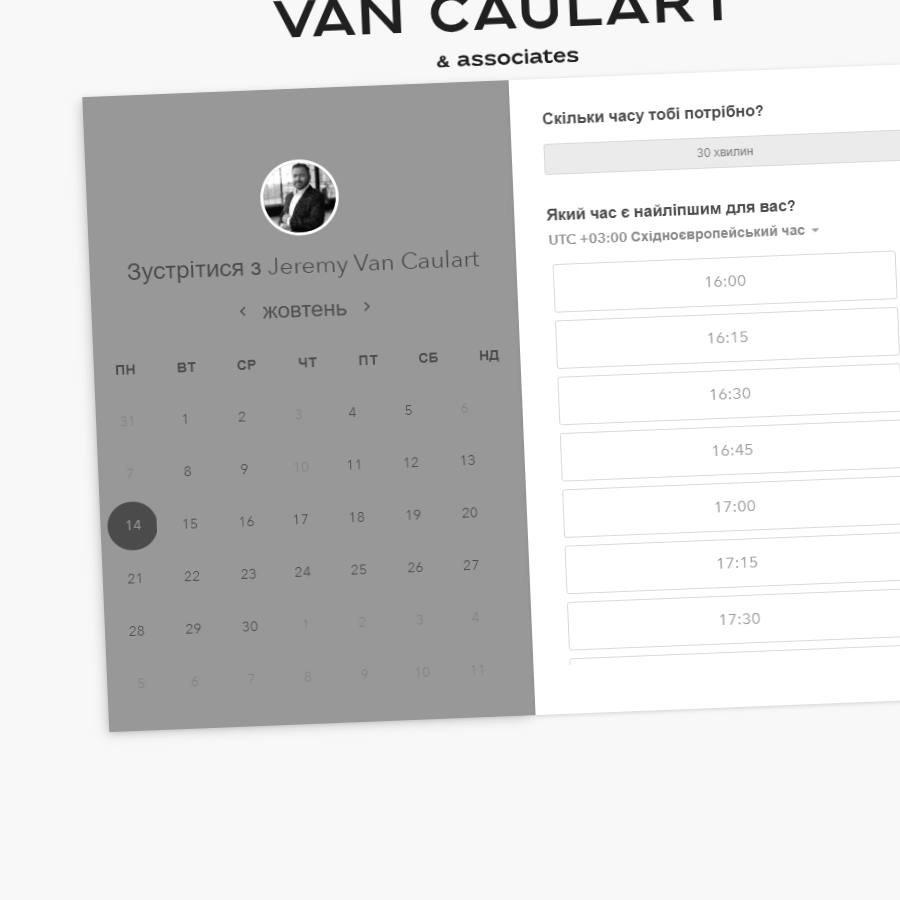 VAN CAULART
& associates
Зустрітися з Jeremy Van Caulart
жовтень
ПН ВТ СР ЧТ ПТ СБ НД
31 1 2 3 4 5 6
7 8 9 10 11 12 13
14 15 16 17 18 19 20
21 22 23 24 25 26 27
28 29 30 1 2 3 4
5 6 7 8 9 10 11
Скільки часу тобі потрібно?
30 хвилин
Який час є найліпшим для вас?
UTC +03:00 Східноєвропейський час
16:00
16:15
16:30
16:45
17:00
17:15
17:30